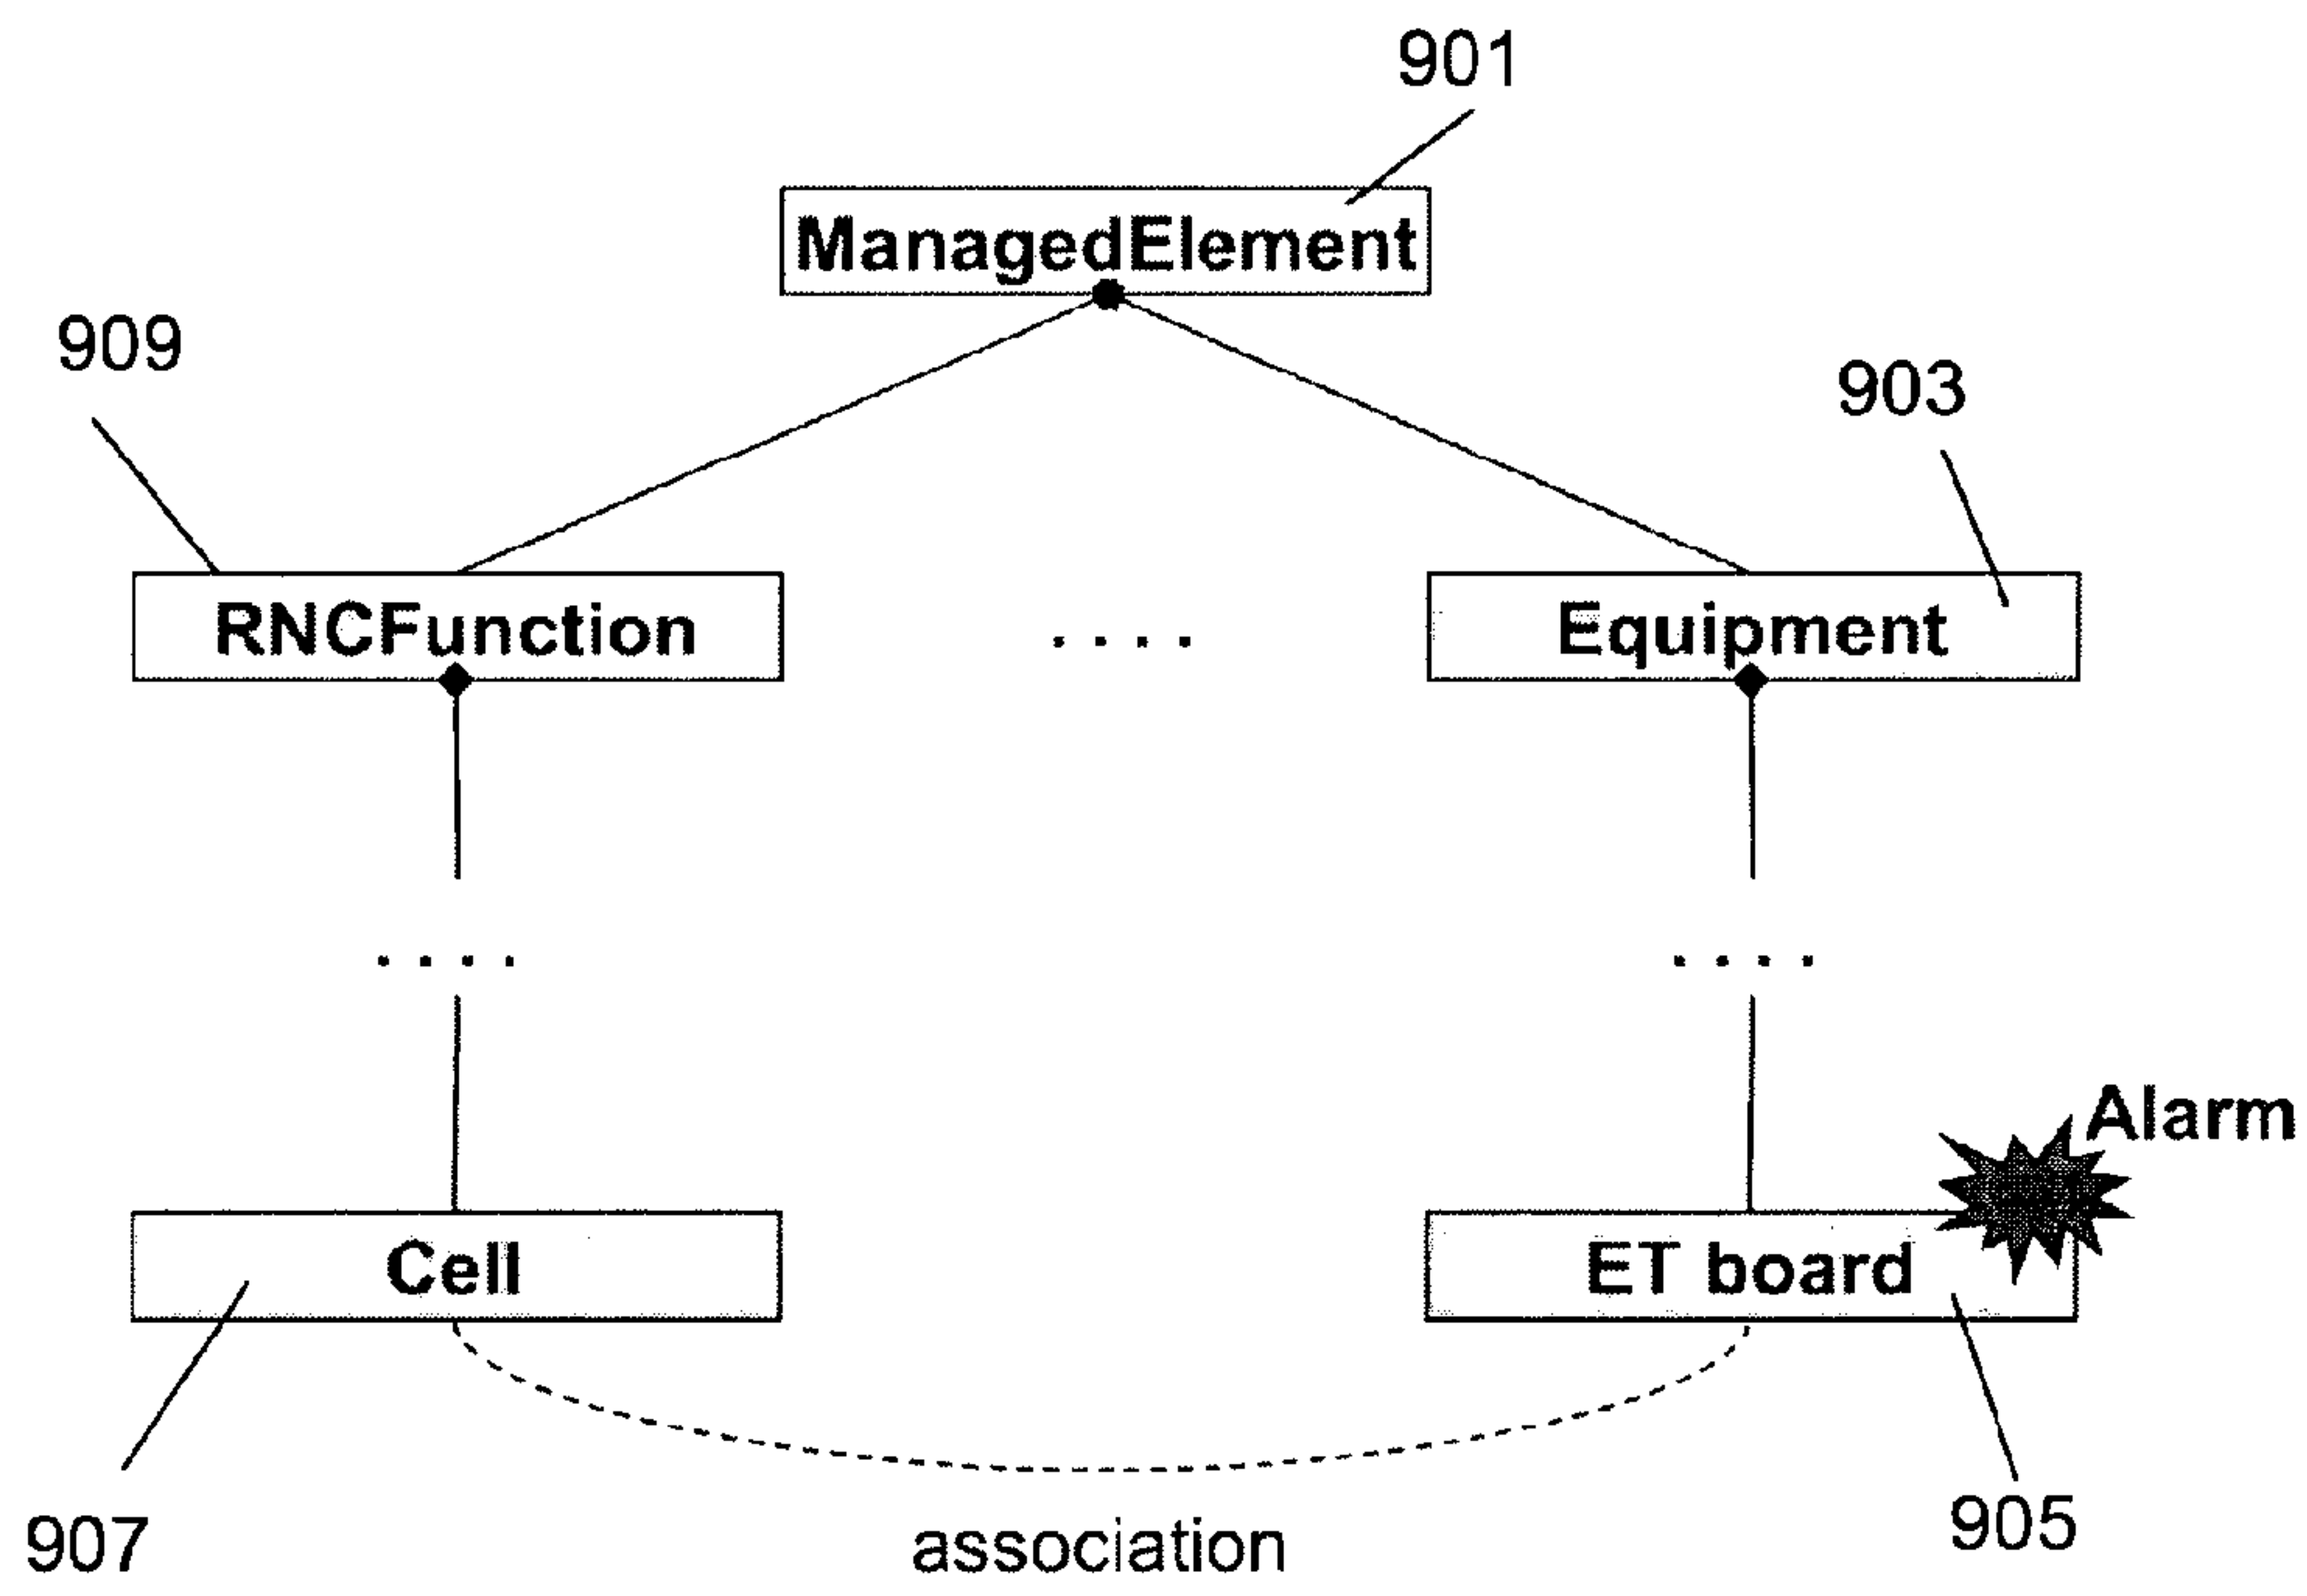 901
ManagedElement
909
903
RNCFunction
....
Equipment
....
....
Alarm
Cell
ET board
907
association
905